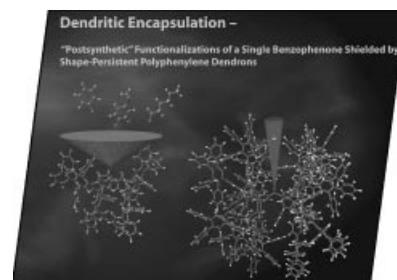 Dendritic Encapsulation –
"Postsynthetic" Functionalizations of a Single Benzophenone Shielded by
Shape-Persistent Polyphenylene Dendrons